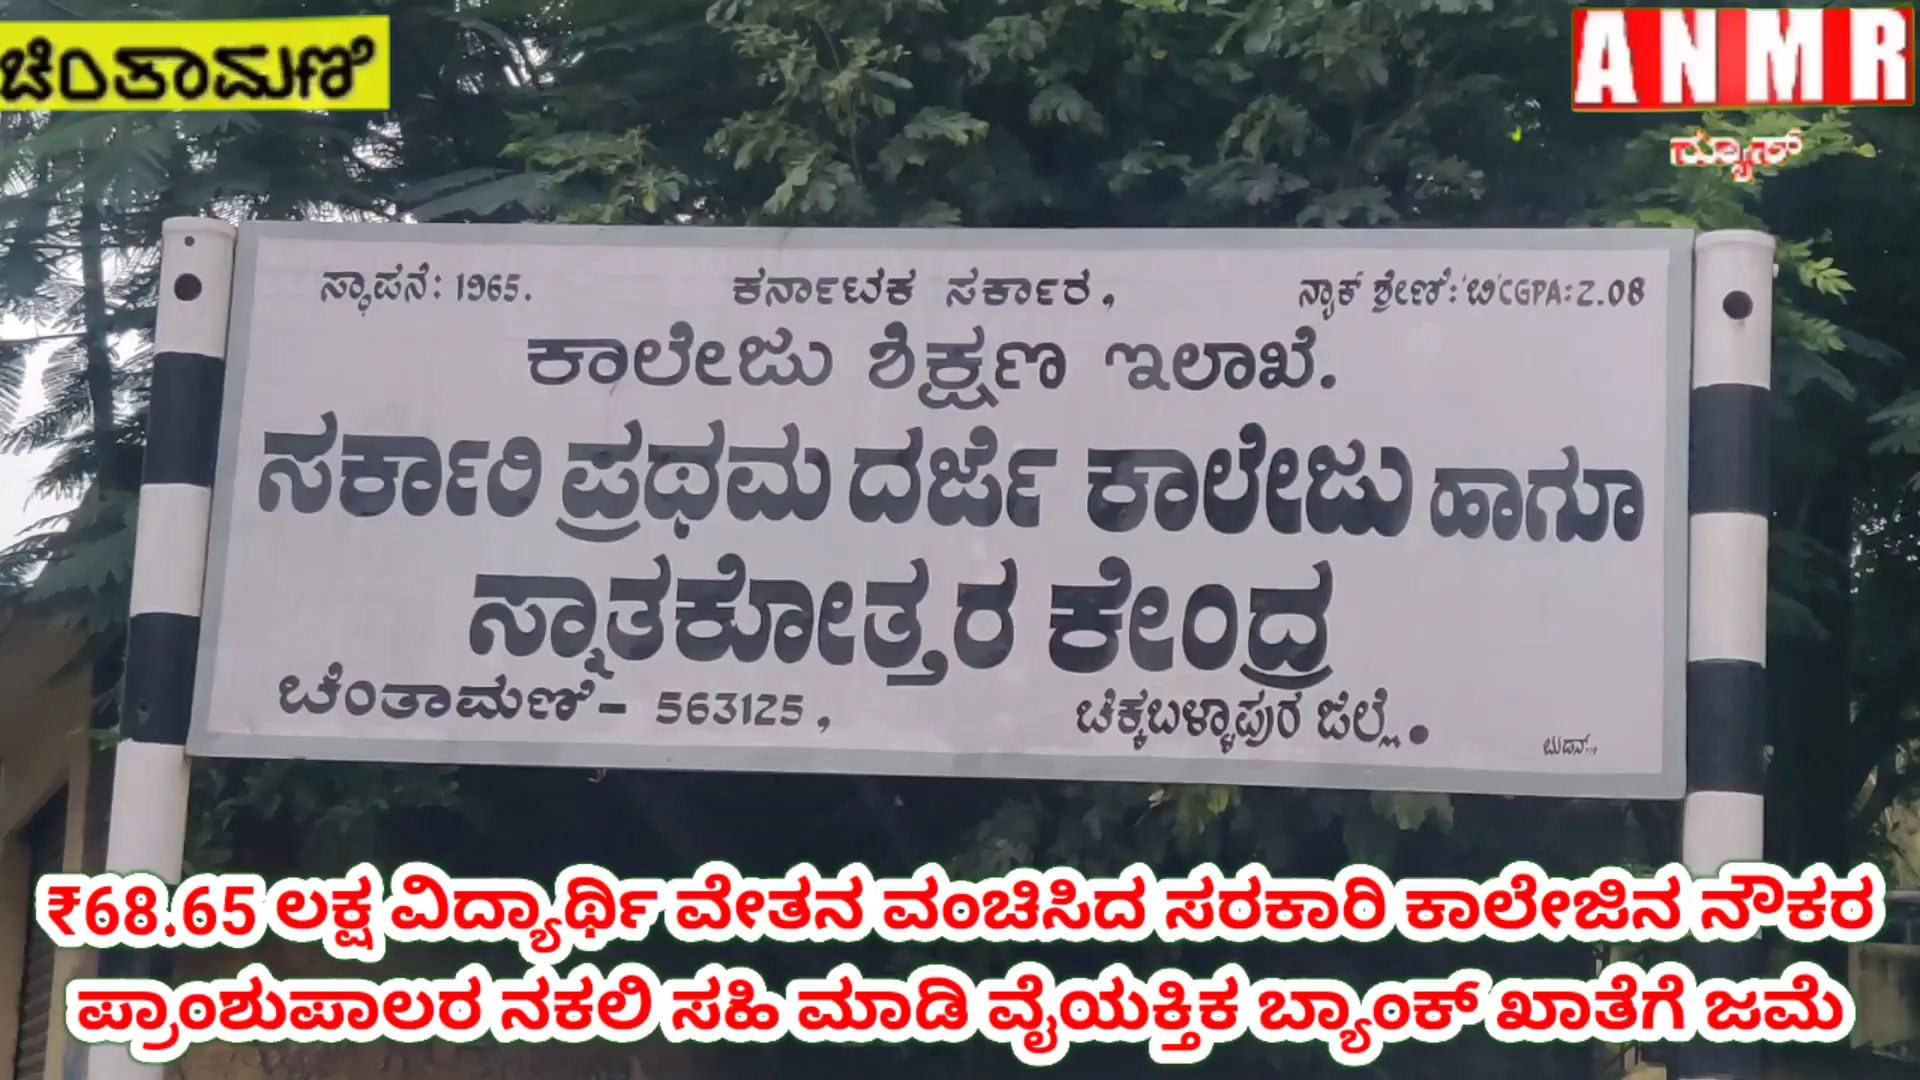 ಚಿಂತಾಮಣಿ
ANMR
ನ್ಯೂಸ್
ಸ್ಥಾಪನೆ: 1965. ಕರ್ನಾಟಕ ಸರ್ಕಾರ, ನ್ಯಾಕ್ ಶ್ರೇಣಿ: 'ಬಿ' CGPA: 2.08
ಕಾಲೇಜು ಶಿಕ್ಷಣ ಇಲಾಖೆ.
ಸರ್ಕಾರಿ ಪ್ರಥಮ ದರ್ಜೆ ಕಾಲೇಜು ಹಾಗೂ
ಸ್ನಾತಕೋತ್ತರ ಕೇಂದ್ರ
ಚಿಂತಾಮಣಿ - 563125, ಚಿಕ್ಕಬಳ್ಳಾಪುರ ಜಿಲ್ಲೆ.
₹68.65 ಲಕ್ಷ ವಿದ್ಯಾರ್ಥಿ ವೇತನ ವಂಚಿಸಿದ ಸರಕಾರಿ ಕಾಲೇಜಿನ ನೌಕರ
ಪ್ರಾಂಶುಪಾಲರ ನಕಲಿ ಸಹಿ ಮಾಡಿ ವೈಯಕ್ತಿಕ ಬ್ಯಾಂಕ್ ಖಾತೆಗೆ ಜಮೆ